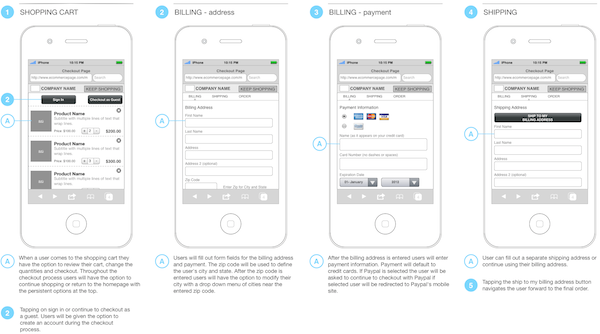 1 SHOPPING CART
iPhone 10:15 PM
Checkout Page
http://www.ecommercepage.com/m Search
COMPANY NAME KEEP SHOPPING
2
Sign In Checkout as Guest
A
Product Name
Subtitle with multiple lines of text that
wrap lines.
Price: $100.00 $200.00
Product Name
Subtitle with multiple lines of text that
wrap lines.
Price: $100.00 $200.00
Product Name
Subtitle with multiple lines of text that
wrap lines.
A When a user comes to the shopping cart they
have the option to review their cart, change the
quantities and checkout. Throughout the
checkout process users will have the option to
continue shopping or return to the homepage with
the persistent options at the top.
2 Tapping on sign in or continue to checkout as
a guest. Users will be given the option to
create an account during the checkout
process.
2 BILLING - address
iPhone 10:15 PM
Checkout Page
http://www.ecommercepage.com/m Search
COMPANY NAME KEEP SHOPPING
BILLING SHIPPING ORDER
Billing Address
A
First Name
Last Name
Address
Address 2 (optional)
Zip Code
Enter Zip for City and State
A Users will fill out form fields for the billing address
and payment. The zip code will be used to define
the user's city and state. After the zip code is
entered users will have the option to modify their
city with a drop down menu of cities near the
entered zip code.
3 BILLING - payment
iPhone 10:15 PM
Checkout Page
http://www.ecommercepage.com/m Search
COMPANY NAME KEEP SHOPPING
BILLING SHIPPING ORDER
Payment Information
Name (as it appears on your credit card)
A
Card Number (no dashes or spaces)
Expiration Date
01 January 2010
A After the billing address is entered users will enter
payment information. Payment will default to
credit cards. If Paypal is selected the user will be
asked to continue to checkout with Paypal if
selected user will be redirected to Paypal's mobile
site.
4 SHIPPING
iPhone 10:15 PM
Checkout Page
http://www.ecommercepage.com/m Search
COMPANY NAME KEEP SHOPPING
BILLING SHIPPING ORDER
Shipping Address
SHIP TO MY
BILLING ADDRESS
First Name
A
Last Name
Address
Address 2 (optional)
A User can fill out a separate shipping address or
continue using their billing address.
5 Tapping the ship to my billing address button
navigates the user forward to the final order.